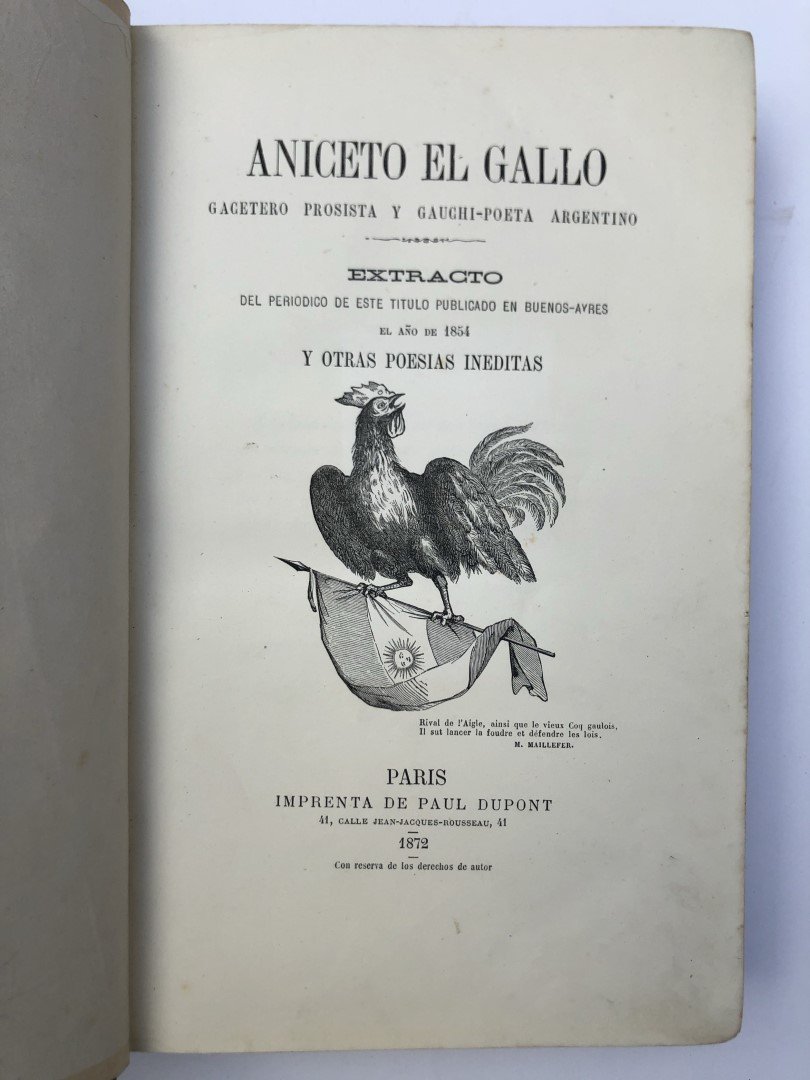 ANICETO EL GALLO
GACETERO PROSISTA Y GAUCHI-POETA ARGENTINO
EXTRACTO
DEL PERIODICO DE ESTE TITULO PUBLICADO EN BUENOS-AYRES
EL AÑO DE 1854
Y OTRAS POESIAS INEDITAS
Rival de l'Aigle, ainsi que le vieux Coq gaulois,
Il sut lancer la foudre et défendre les lois.
M. MAILLEFER.
PARIS
IMPRENTA DE PAUL DUPONT
41, CALLE JEAN-JACQUES-ROUSSEAU, 41
1872
Con reserva de los derechos de autor